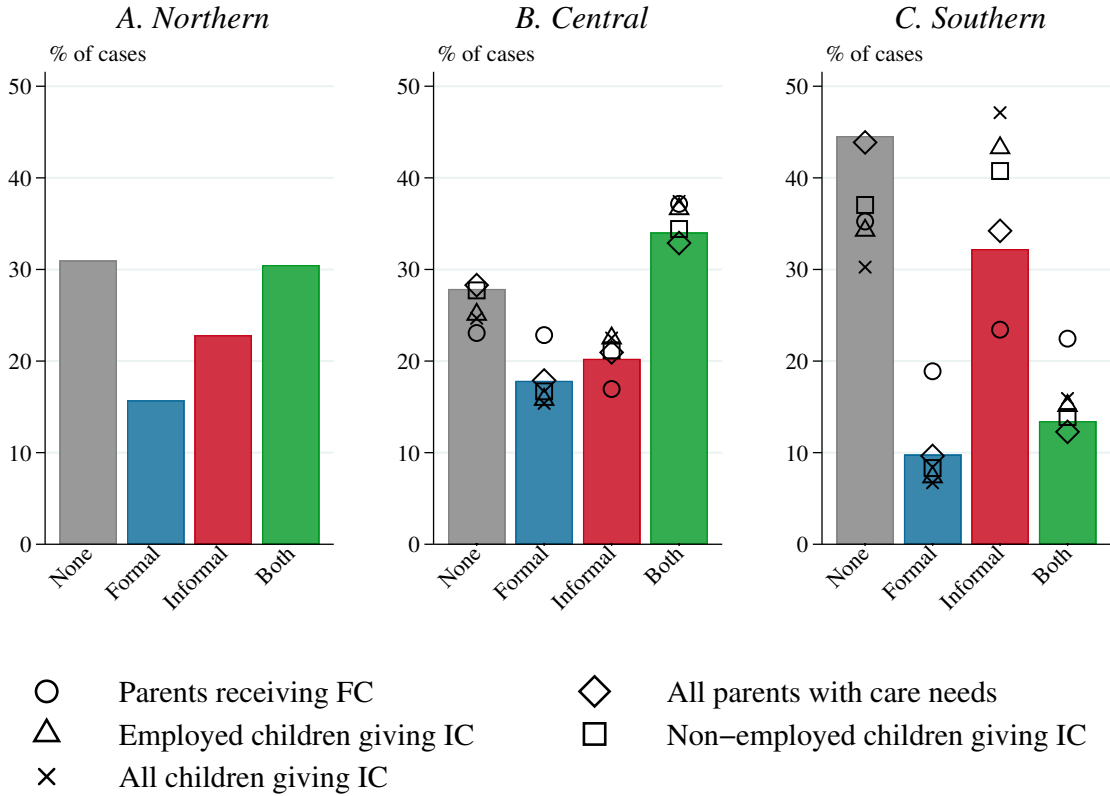 A. Northern
B. Central
C. Southern
% of cases
% of cases
% of cases
50
40
30
20
10
0
None
Formal
Informal
Both
50
40
30
20
10
0
None
Formal
Informal
Both
50
40
30
20
10
0
None
Formal
Informal
Both
Parents receiving FC
All parents with care needs
Employed children giving IC
Non−employed children giving IC
All children giving IC